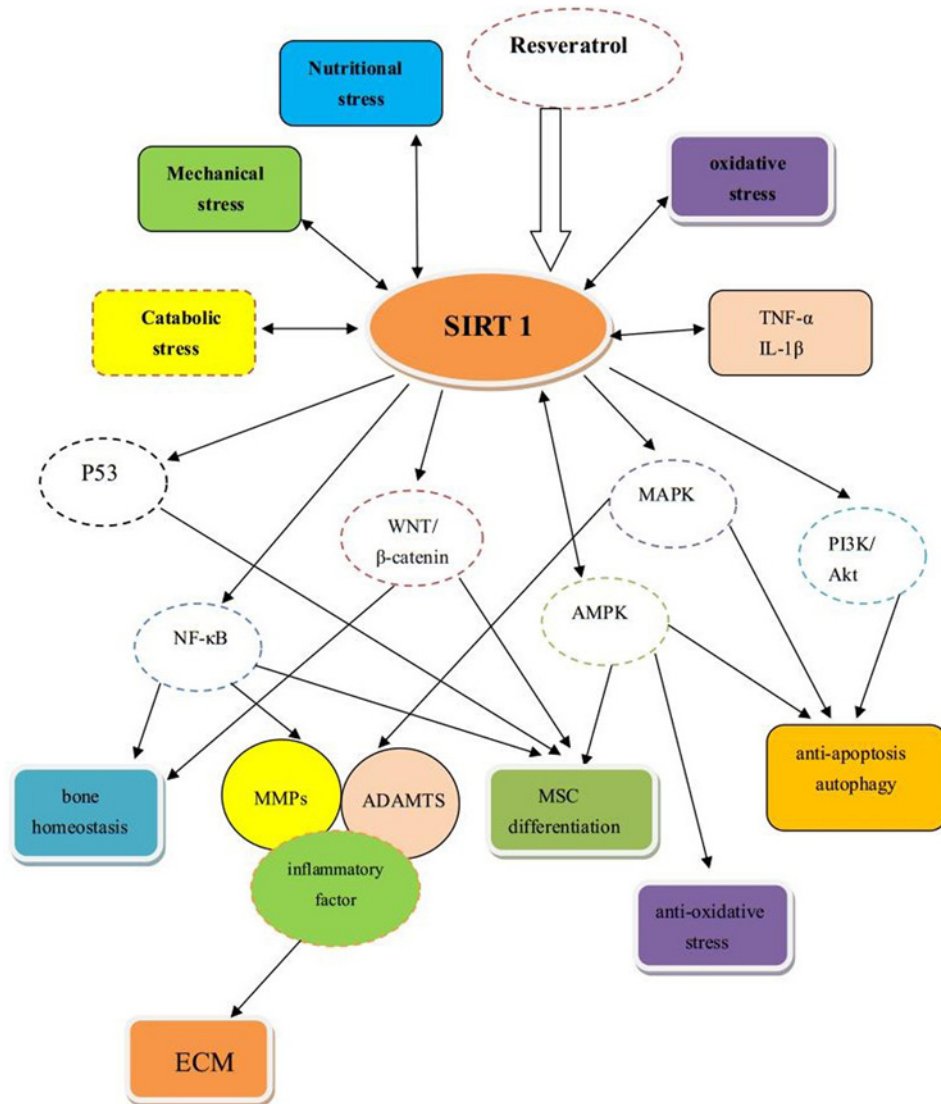 Resveratrol
Nutritional
stress
Mechanical
stress
oxidative
stress
Catabolic
stress
SIRT 1
TNF-α
IL-1β
P53
WNT/
β-catenin
MAPK
PI3K/
Akt
NF-κB
AMPK
bone
homeostasis
MMPs
ADAMTS
inflammatory
factor
MSC
differentiation
anti-apoptosis
autophagy
anti-oxidative
stress
ECM